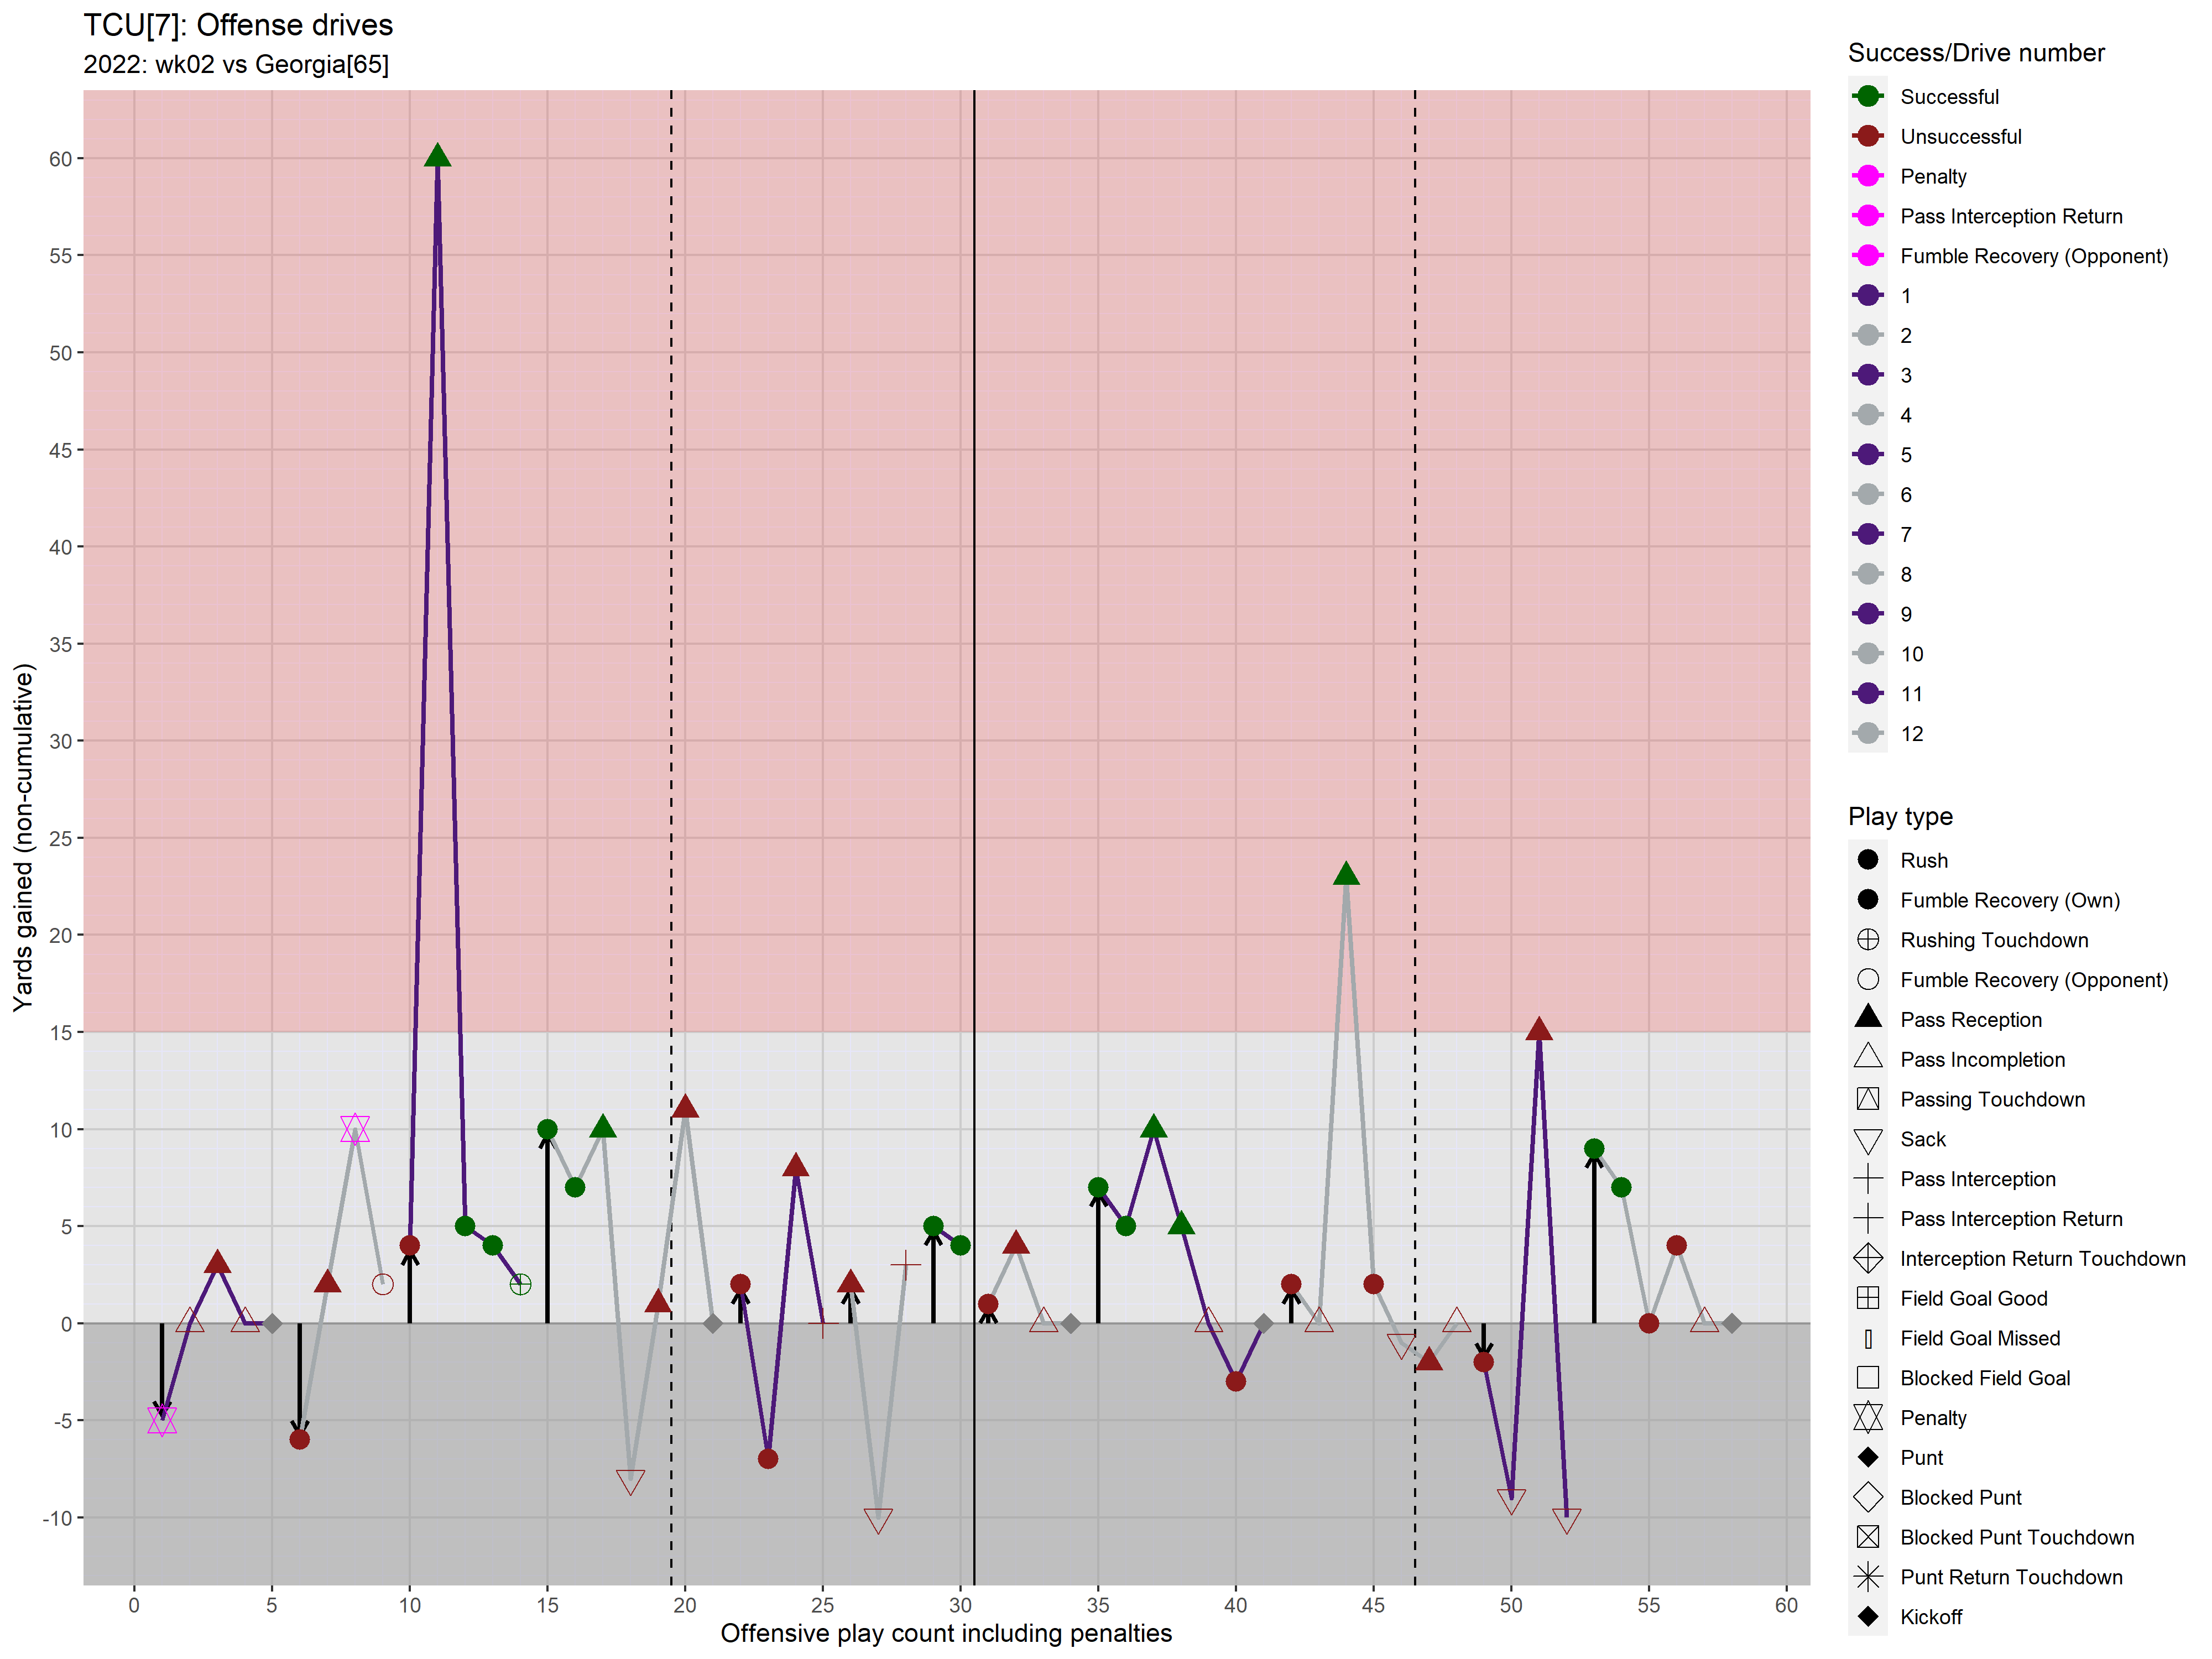 TCU[7]: Offense drives
2022: wk02 vs Georgia[65]
Yards gained (non-cumulative)
60
55
50
45
40
35
30
25
20
15
10
5
0
-5
-10
0 5 10 15 20 25 30 35 40 45 50 55 60
Offensive play count including penalties
Success/Drive number
Successful
Unsuccessful
Penalty
Pass Interception Return
Fumble Recovery (Opponent)
1
2
3
4
5
6
7
8
9
10
11
12
Play type
Rush
Fumble Recovery (Own)
Rushing Touchdown
Fumble Recovery (Opponent)
Pass Reception
Pass Incompletion
Passing Touchdown
Sack
Pass Interception
Pass Interception Return
Interception Return Touchdown
Field Goal Good
Field Goal Missed
Blocked Field Goal
Penalty
Punt
Blocked Punt
Blocked Punt Touchdown
Punt Return Touchdown
Kickoff